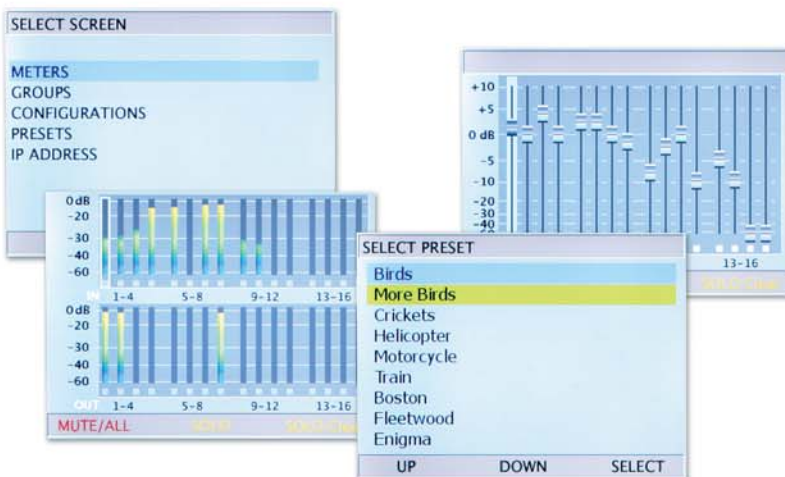 SELECT SCREEN
METERS
GROUPS
CONFIGURATIONS
PRESETS
IP ADDRESS
0 dB
-20
-30
-40
-60
IN 1-4 5-8 9-12 13-16
0 dB
-20
-30
-40
-60
OUT 1-4 5-8 9-12 13-16
MUTE/ALL SOLO
+10
+5
0 dB
-5
-10
-20
-30
-40
13-16
SELECT PRESET
Birds
More Birds
Crickets
Helicopter
Motorcycle
Train
Boston
Fleetwood
Enigma
UP DOWN SELECT